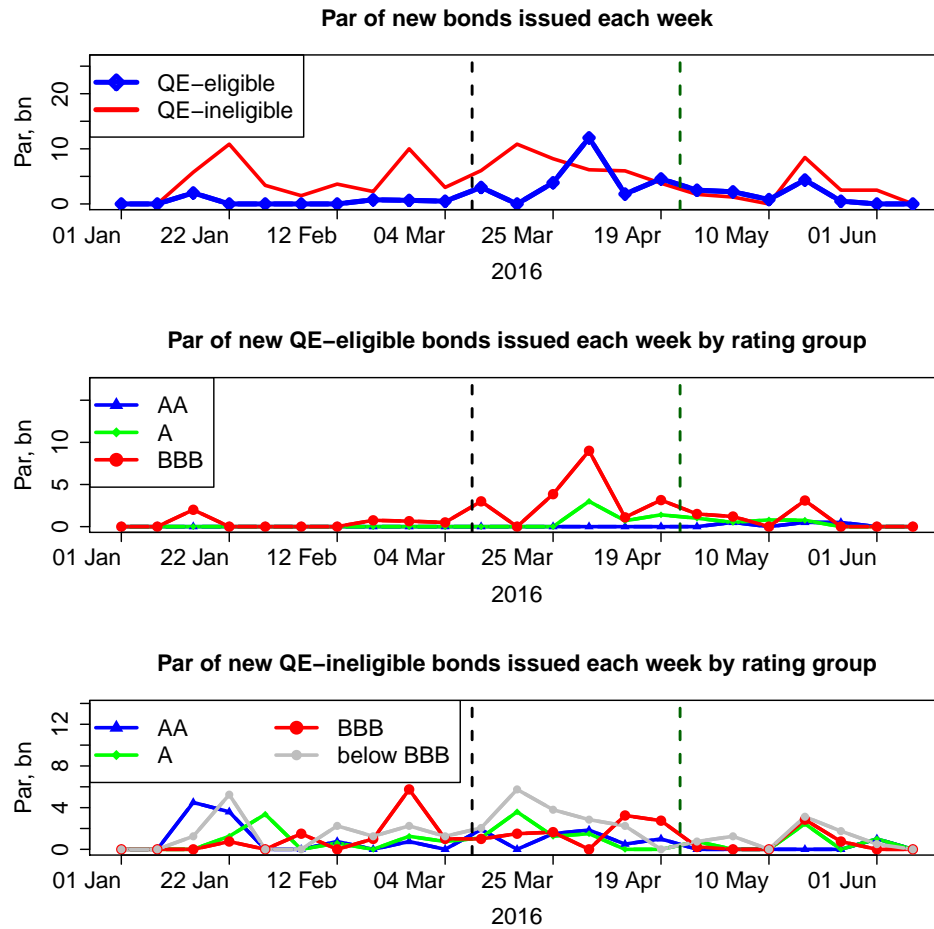 Par of new bonds issued each week
Par, bn
0 10 20
QE−eligible
QE−ineligible
01 Jan 22 Jan 12 Feb 04 Mar 25 Mar 19 Apr 10 May 01 Jun
2016
Par of new QE−eligible bonds issued each week by rating group
Par, bn
0 5 10
AA
A
BBB
01 Jan 22 Jan 12 Feb 04 Mar 25 Mar 19 Apr 10 May 01 Jun
2016
Par of new QE−ineligible bonds issued each week by rating group
Par, bn
0 4 8 12
AA BBB
A below BBB
01 Jan 22 Jan 12 Feb 04 Mar 25 Mar 19 Apr 10 May 01 Jun
2016